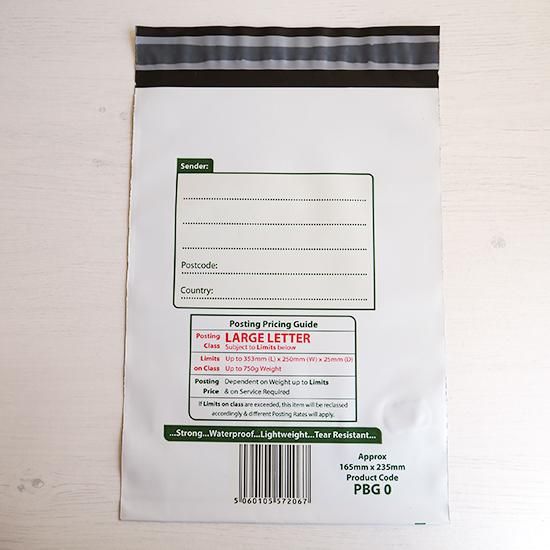 Sender:
Postcode:
Country:
Posting Pricing Guide
Posting Class LARGE LETTER
Subject to Limits below
Limits on Class Up to 353mm (L) x 250mm (W) x 25mm (D)
Up to 750g Weight
Posting Price Dependent on Weight up to Limits
& on Service Required
If Limits on class are exceeded, this item will be reclassed
accordingly & different Posting Rates will apply.
...Strong...Waterproof...Lightweight...Tear Resistant...
Approx
165mm x 235mm
Product Code
PBG 0
5 060105 572067